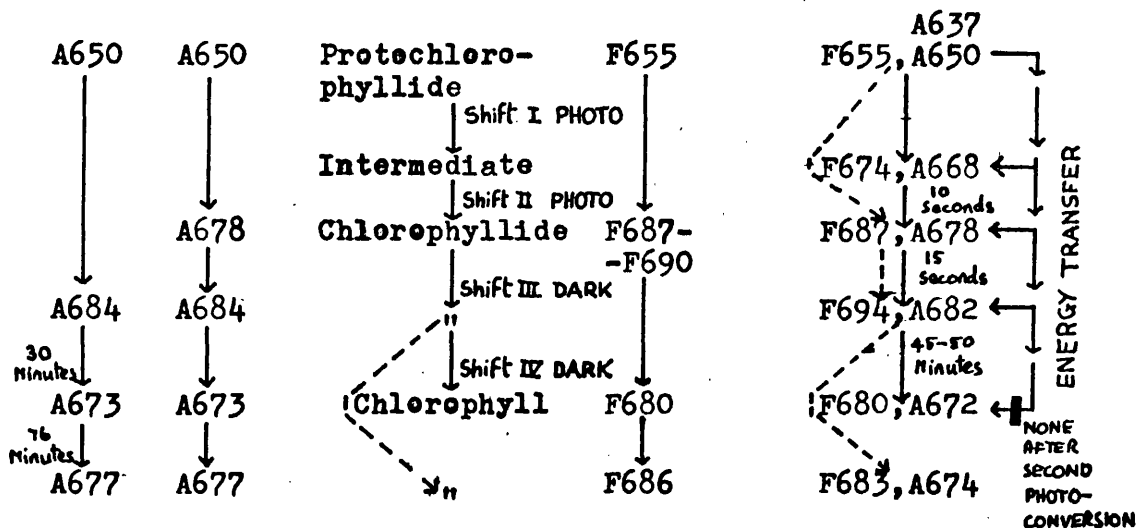 A637
A650 A650 Protochloro- F655 F655, A650
phyllide
Shift I PHOTO
Intermediate F674, A668
Shift II PHOTO 10 Seconds
A678 Chlorophyllide F687- F687, A678
-F690
Shift III DARK 15 Seconds
A684 A684 " F694, A682
30 Minutes Shift IV DARK 45-50 Minutes
A673 A673 Chlorophyll F680 F680, A672
76 Minutes
A677 A677 " F686 F683, A674
ENERGY TRANSFER
NONE
AFTER
SECOND
PHOTO-
CONVERSION